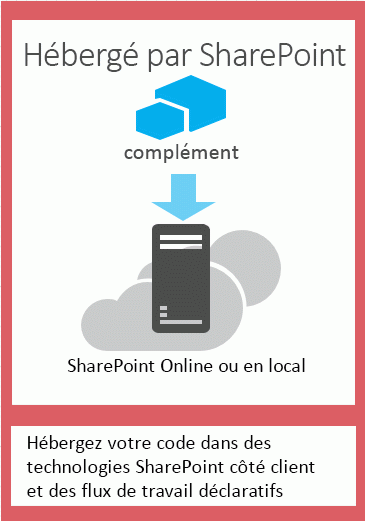 Hébergé par SharePoint
complément
SharePoint Online ou en local
Hébergez votre code dans des
technologies SharePoint côté client
et des flux de travail déclaratifs